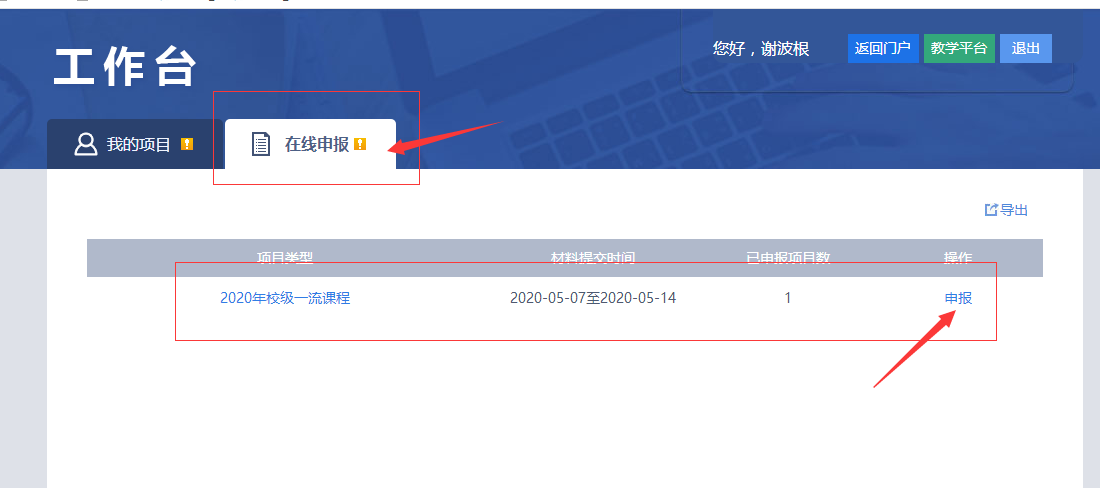 工作台
您好，谢波根 返回门户 教学平台 退出
我的项目 在线申报
导出
项目类型 材料提交时间 已申报项目数 操作
2020年校级一流课程 2020-05-07至2020-05-14 1 申报